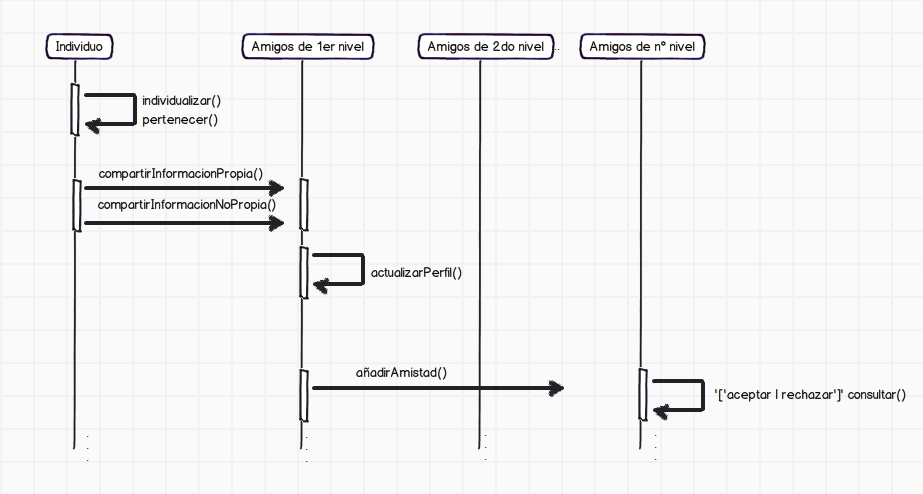 Individuo
Amigos de 1er nivel
Amigos de 2do nivel
..
Amigos de nº nivel
individualizar()
pertenecer()
compartirInformacionPropia()
compartirInformacionNoPropia()
actualizarPerfil()
añadirAmistad()
'['aceptar | rechazar']' consultar()